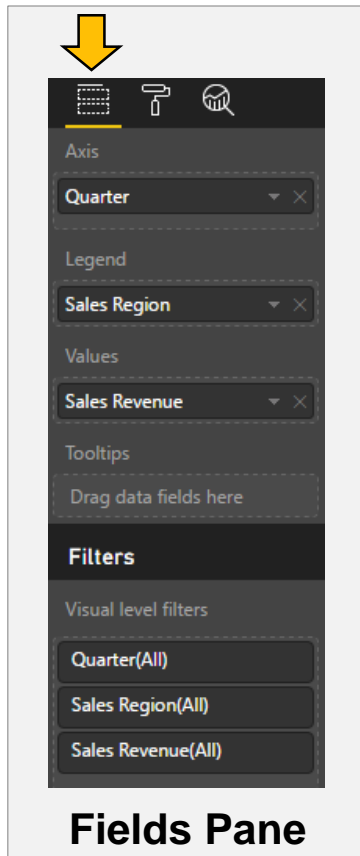 Axis
Quarter
Legend
Sales Region
Values
Sales Revenue
Tooltips
Drag data fields here
Filters
Visual level filters
Quarter(All)
Sales Region(All)
Sales Revenue(All)
Fields Pane